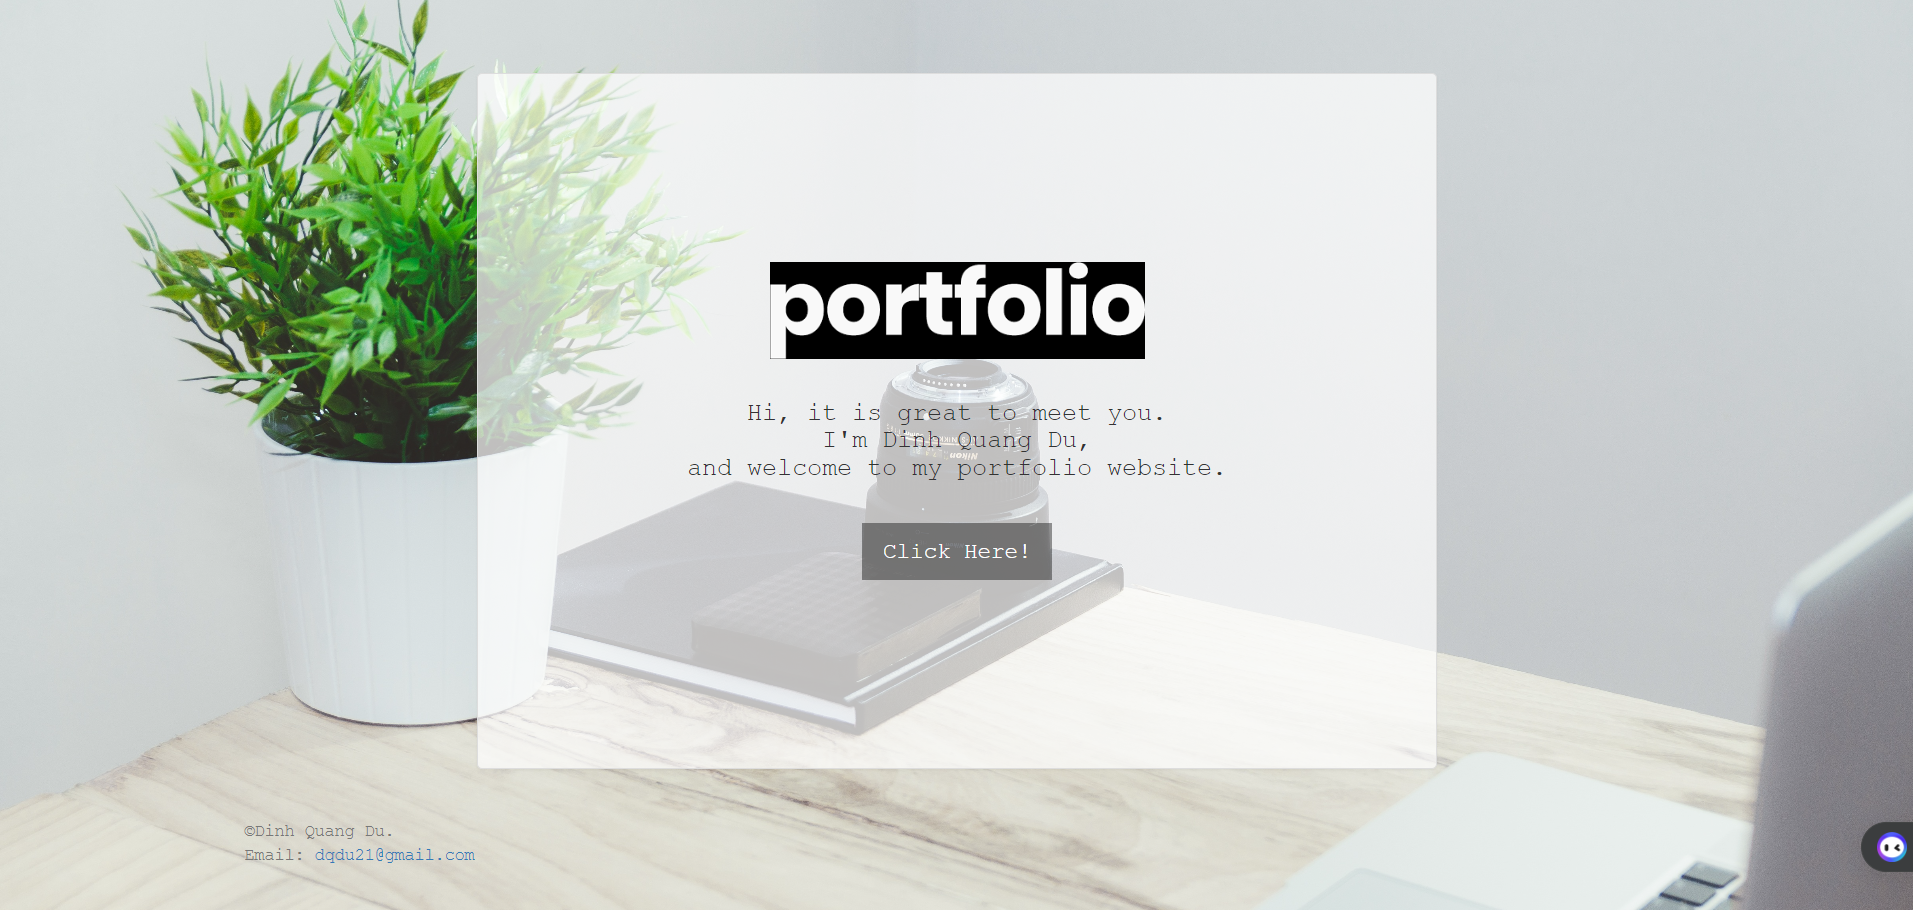 portfolio
Hi, it is great to meet you.
I'm Dinh Quang Du,
and welcome to my portfolio website.
Nikon
Click Here!
©Dinh Quang Du.
Email: dqdu21@gmail.com